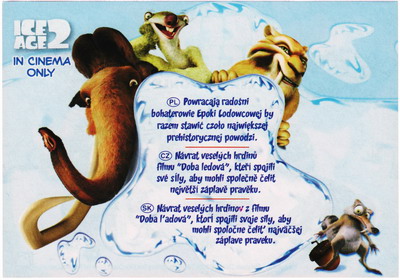 ICE
AGE 2
IN CINEMA
ONLY
PL Powracają radośni
bohaterowie Epoki Lodowcowej by
razem stawić czoło największej
prehistorycznej powodzi.
CZ Návrat veselých hrdinů
filmu "Doba ledová", kteří spojili
své síly, aby mohli společně čelit
největší záplavě pravěku.
SK Návrat veselých hrdinov z filmu
"Doba ľadová", ktorí spojili svoje sily, aby
mohli spoločne čeliť najväčšej
záplave praveku.